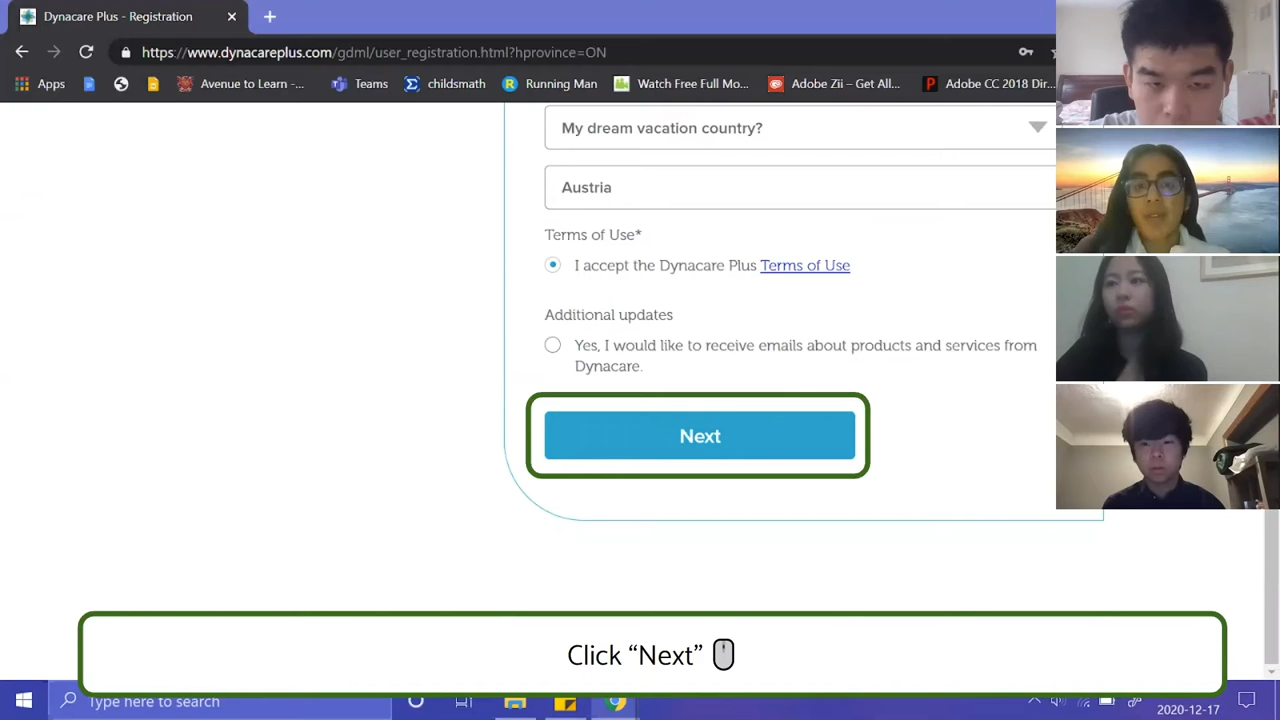 Dynacare Plus - Registration
https://www.dynacareplus.com/gdml/user_registration.html?hprovince=ON
Apps
Avenue to Learn -...
Teams
childsmath
Running Man
Watch Free Full Mo...
Adobe Zii – Get All...
Adobe CC 2018 Dir...
My dream vacation country?
Austria
Terms of Use*
I accept the Dynacare Plus Terms of Use
Additional updates
Yes, I would like to receive emails about products and services from
Dynacare.
Next
Click “Next”
Type here to search
2020-12-17